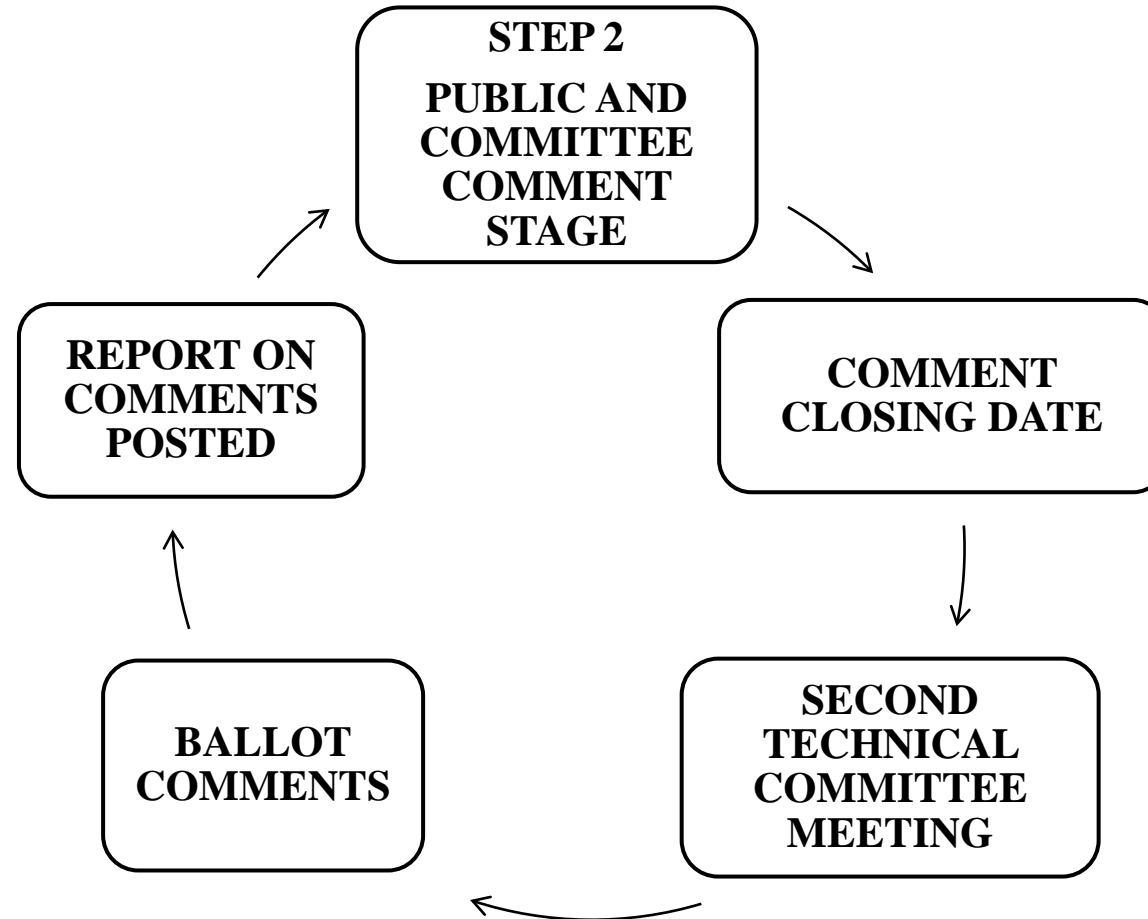 STEP 2
PUBLIC AND
COMMITTEE
COMMENT
STAGE
COMMENT
CLOSING DATE
SECOND
TECHNICAL
COMMITTEE
MEETING
BALLOT
COMMENTS
REPORT ON
COMMENTS
POSTED